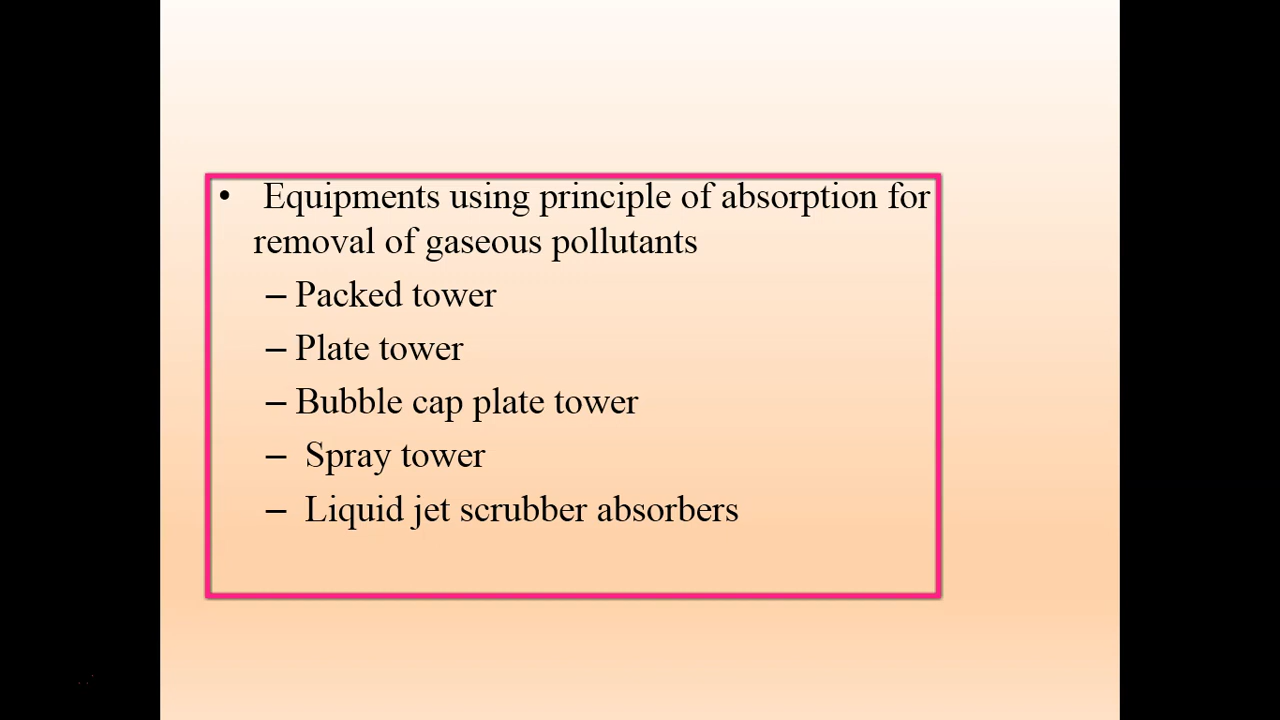 • Equipments using principle of absorption for
removal of gaseous pollutants
– Packed tower
– Plate tower
– Bubble cap plate tower
– Spray tower
– Liquid jet scrubber absorbers